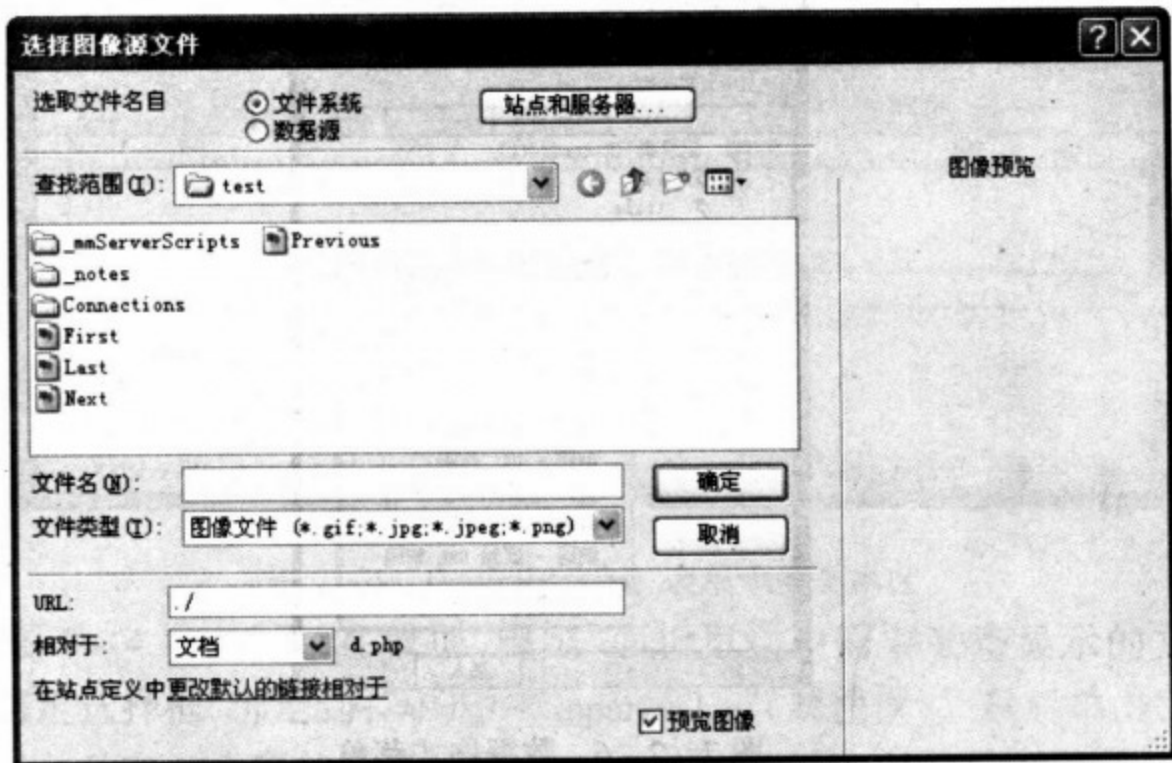 选择图像源文件
选取文件名自 文件系统 站点和服务器...
数据源
查找范围(I): test
图像预览
_mmServerScripts Previous
_notes
Connections
First
Last
Next
文件名(N): 确定
文件类型(T): 图像文件 (*.gif;*.jpg;*.jpeg;*.png) 取消
URL: ./
相对于: 文档 d.php
在站点定义中更改默认的链接相对于
预览图像